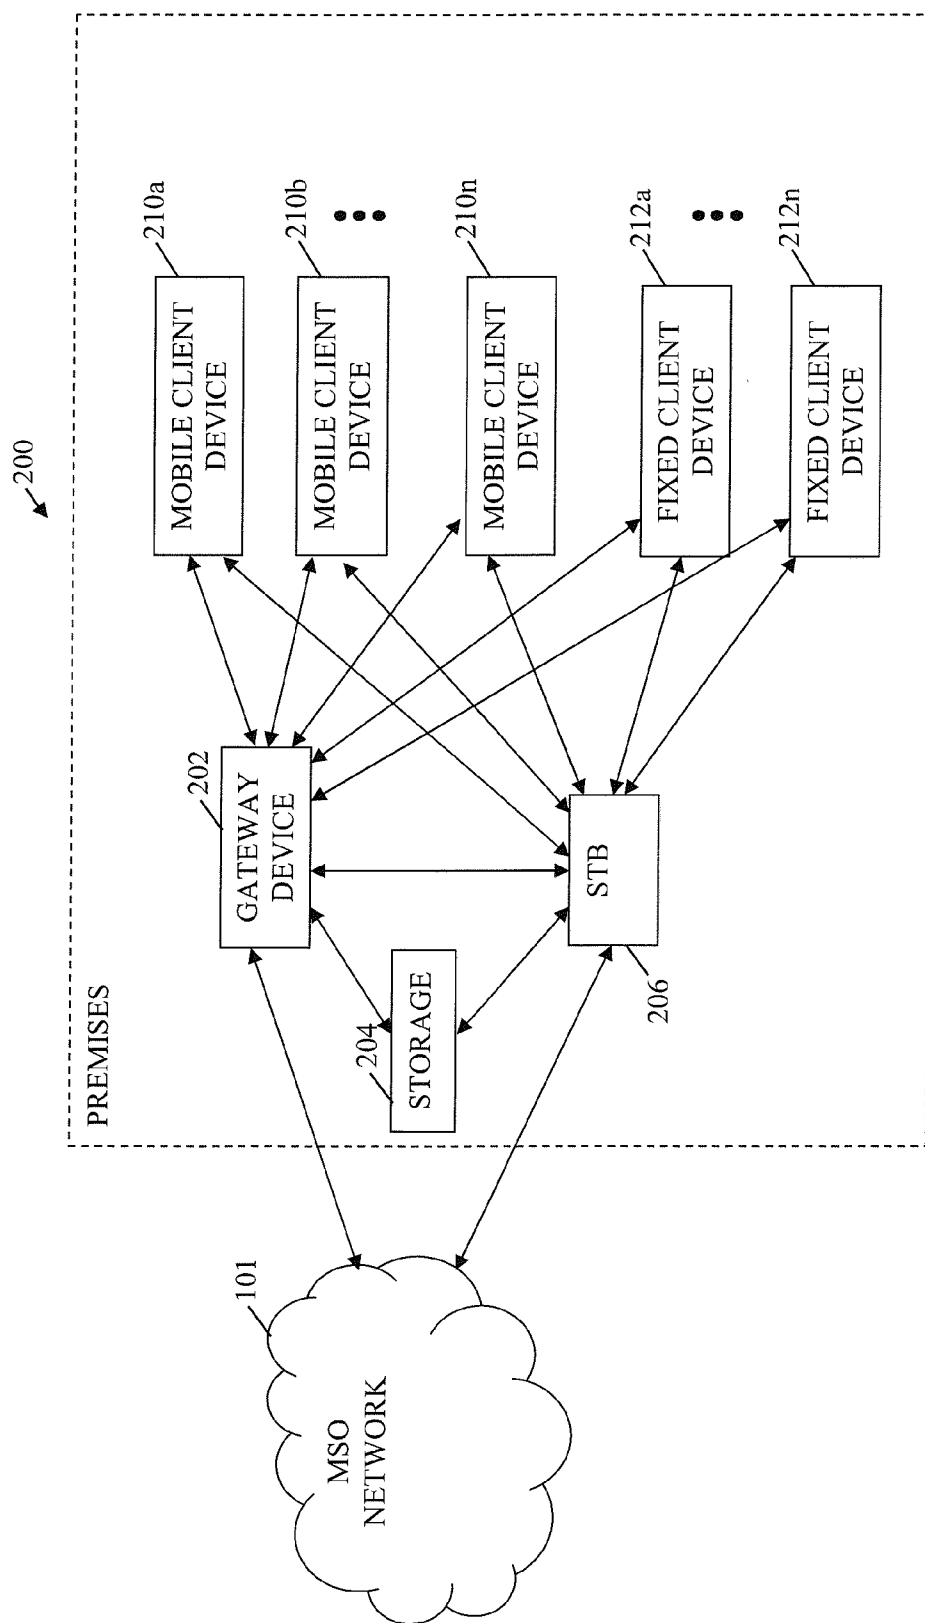 200
PREMISES
101
MSO
NETWORK
202
GATEWAY
DEVICE
204
STORAGE
STB
206
MOBILE CLIENT
DEVICE
210a
MOBILE CLIENT
DEVICE
210b
MOBILE CLIENT
DEVICE
210n
FIXED CLIENT
DEVICE
212a
FIXED CLIENT
DEVICE
212n